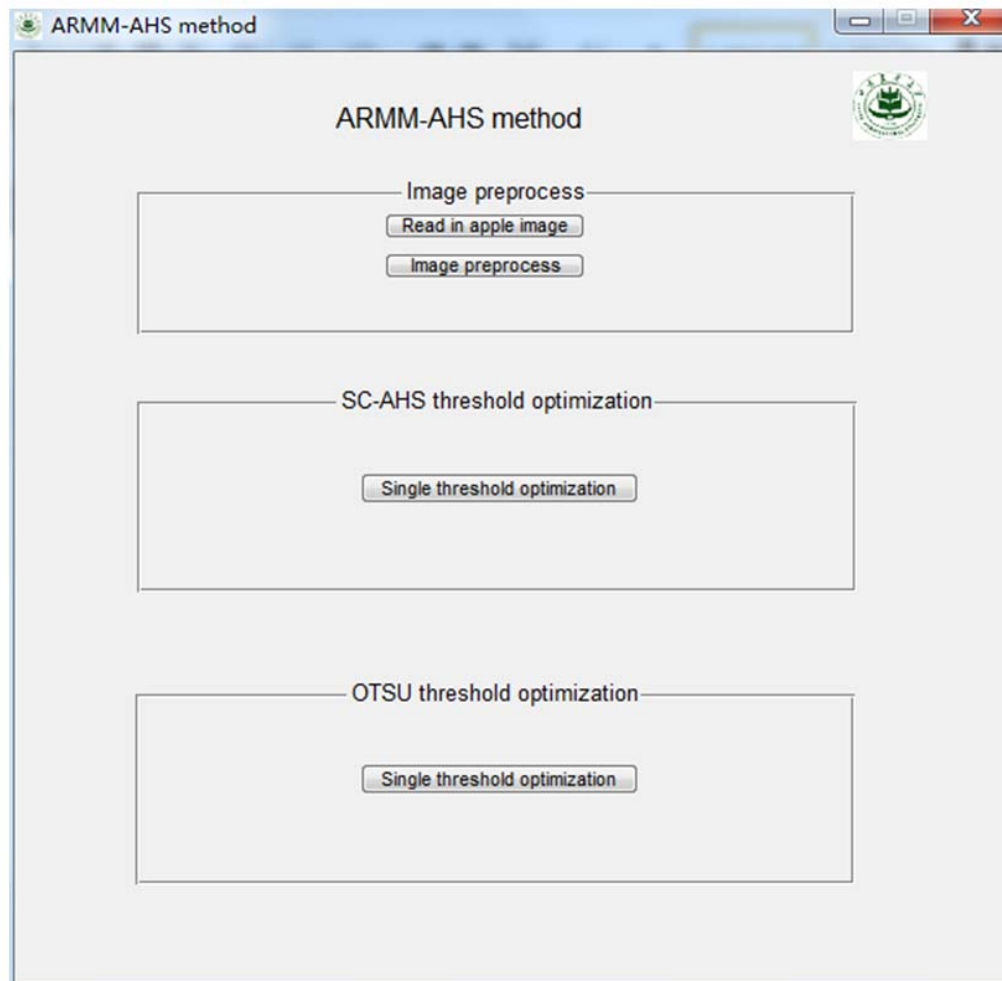 ARMM-AHS method
ARMM-AHS method
Image preprocess
Read in apple image
Image preprocess
SC-AHS threshold optimization
Single threshold optimization
OTSU threshold optimization
Single threshold optimization